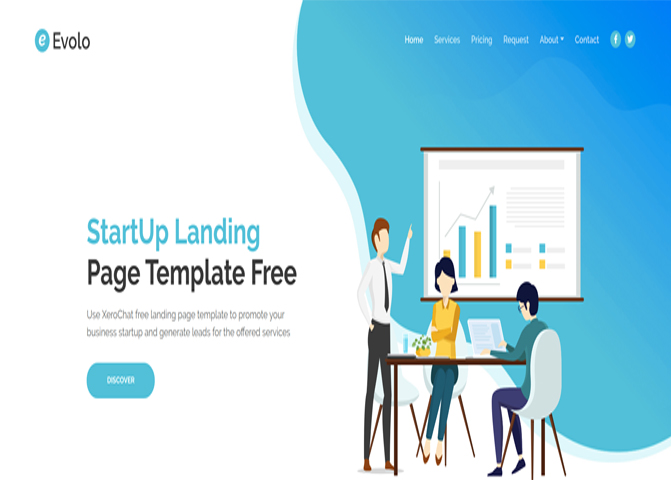 e Evolo
Home Services Pricing Request About Contact
StartUp Landing
Page Template Free
Use XeroChat free landing page template to promote your
business startup and generate leads for the offered services
DISCOVER